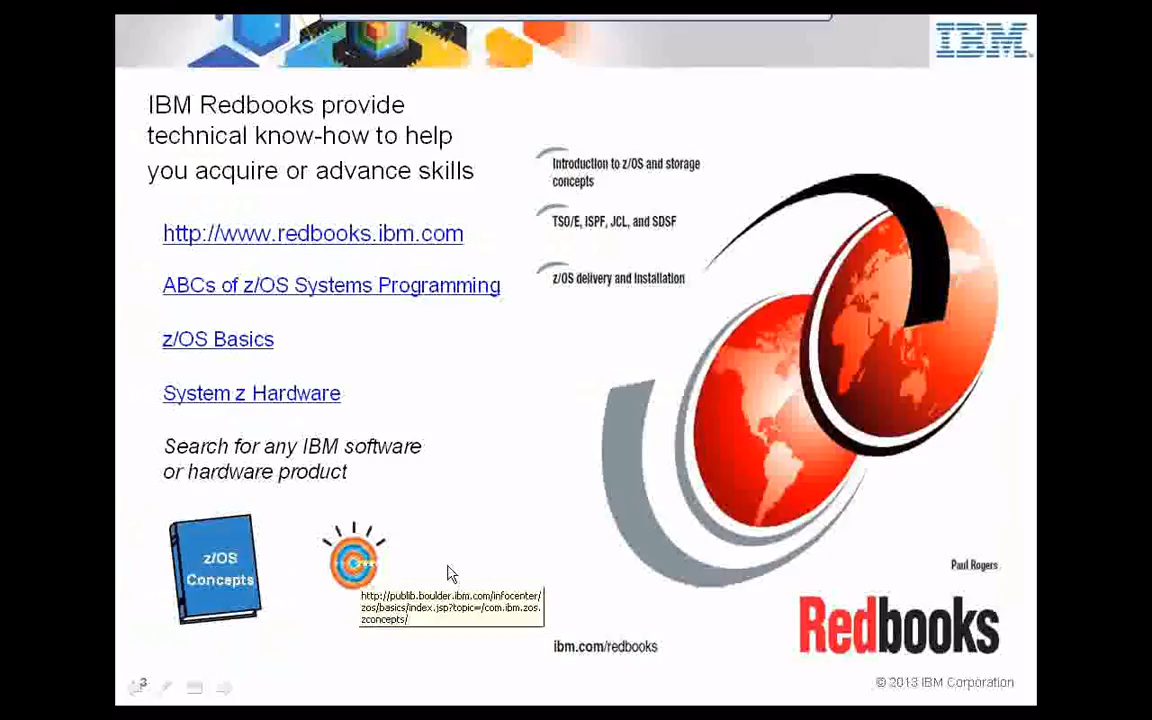 IBM
IBM Redbooks provide
technical know-how to help
you acquire or advance skills
http://www.redbooks.ibm.com
ABCs of z/OS Systems Programming
z/OS Basics
System z Hardware
Search for any IBM software
or hardware product
z/OS
Concepts
http://publib.boulder.ibm.com/infocenter/
zos/basics/index.jsp?topic=/com.ibm.zos.
zconcepts/
Introduction to z/OS and storage
concepts
TSO/E, ISPF, JCL, and SDSF
z/OS delivery and installation
Paul Rogers
Redbooks
ibm.com/redbooks
3
© 2013 IBM Corporation